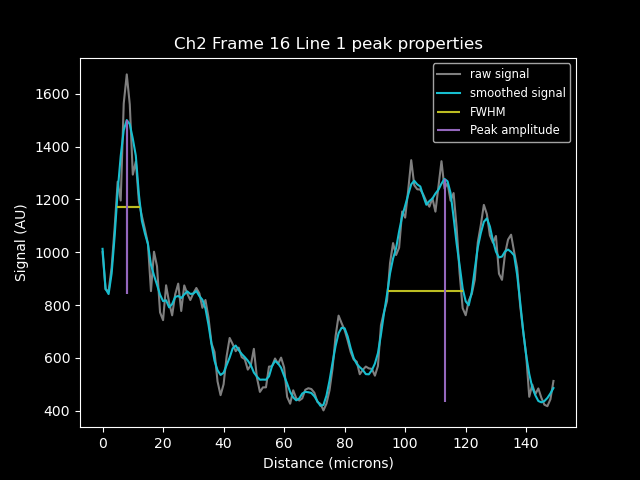 Ch2 Frame 16 Line 1 peak properties
raw signal
smoothed signal
FWHM
Peak amplitude
Signal (AU)
1600
1400
1200
1000
800
600
400
0 20 40 60 80 100 120 140
Distance (microns)